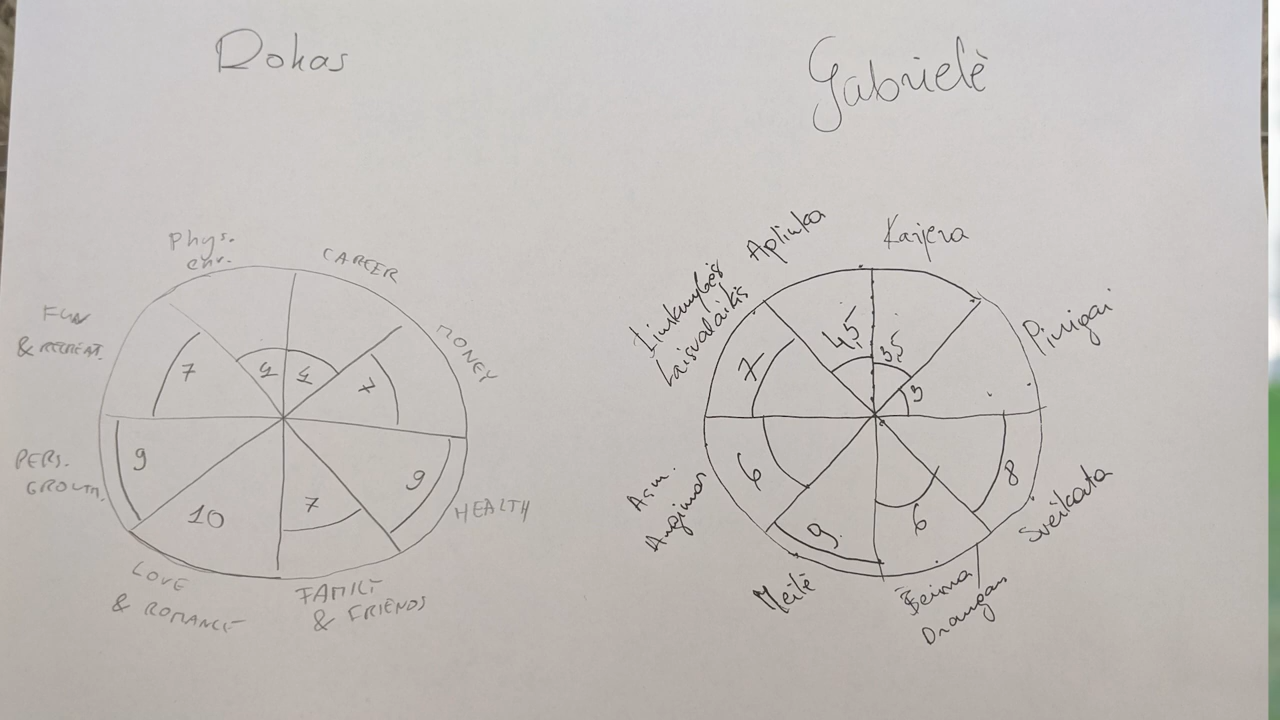 Rokas
Gabrielė
Phys.
env.
CAREER
FUN
& RECREAT.
MONEY
7
4
4
7
PERS.
GROWTH.
9
10
7
9
HEALTH
LOVE
& ROMANCE
FAMILY
& FRIENDS
Aplinka
Karjera
Linksmybės
Laisvalaikis
Pinigai
4,5
3,5
7
3
Asm.
Augimas
6
9
6
8
Sveikata
Meilė
Šeima /
Draugai